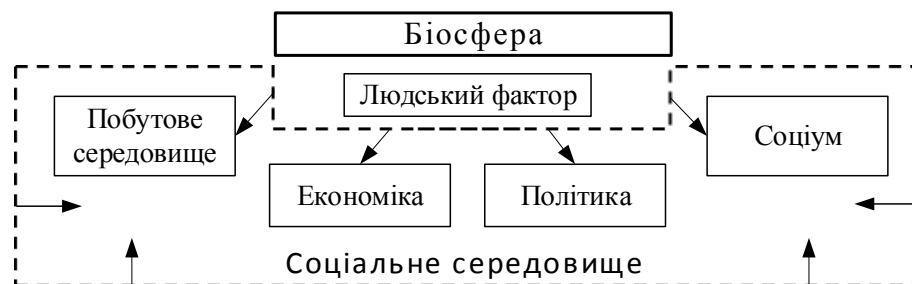 Біосфера
Людський фактор
Побутове
середовище
Соціум
Економіка
Політика
Соціальне середовище